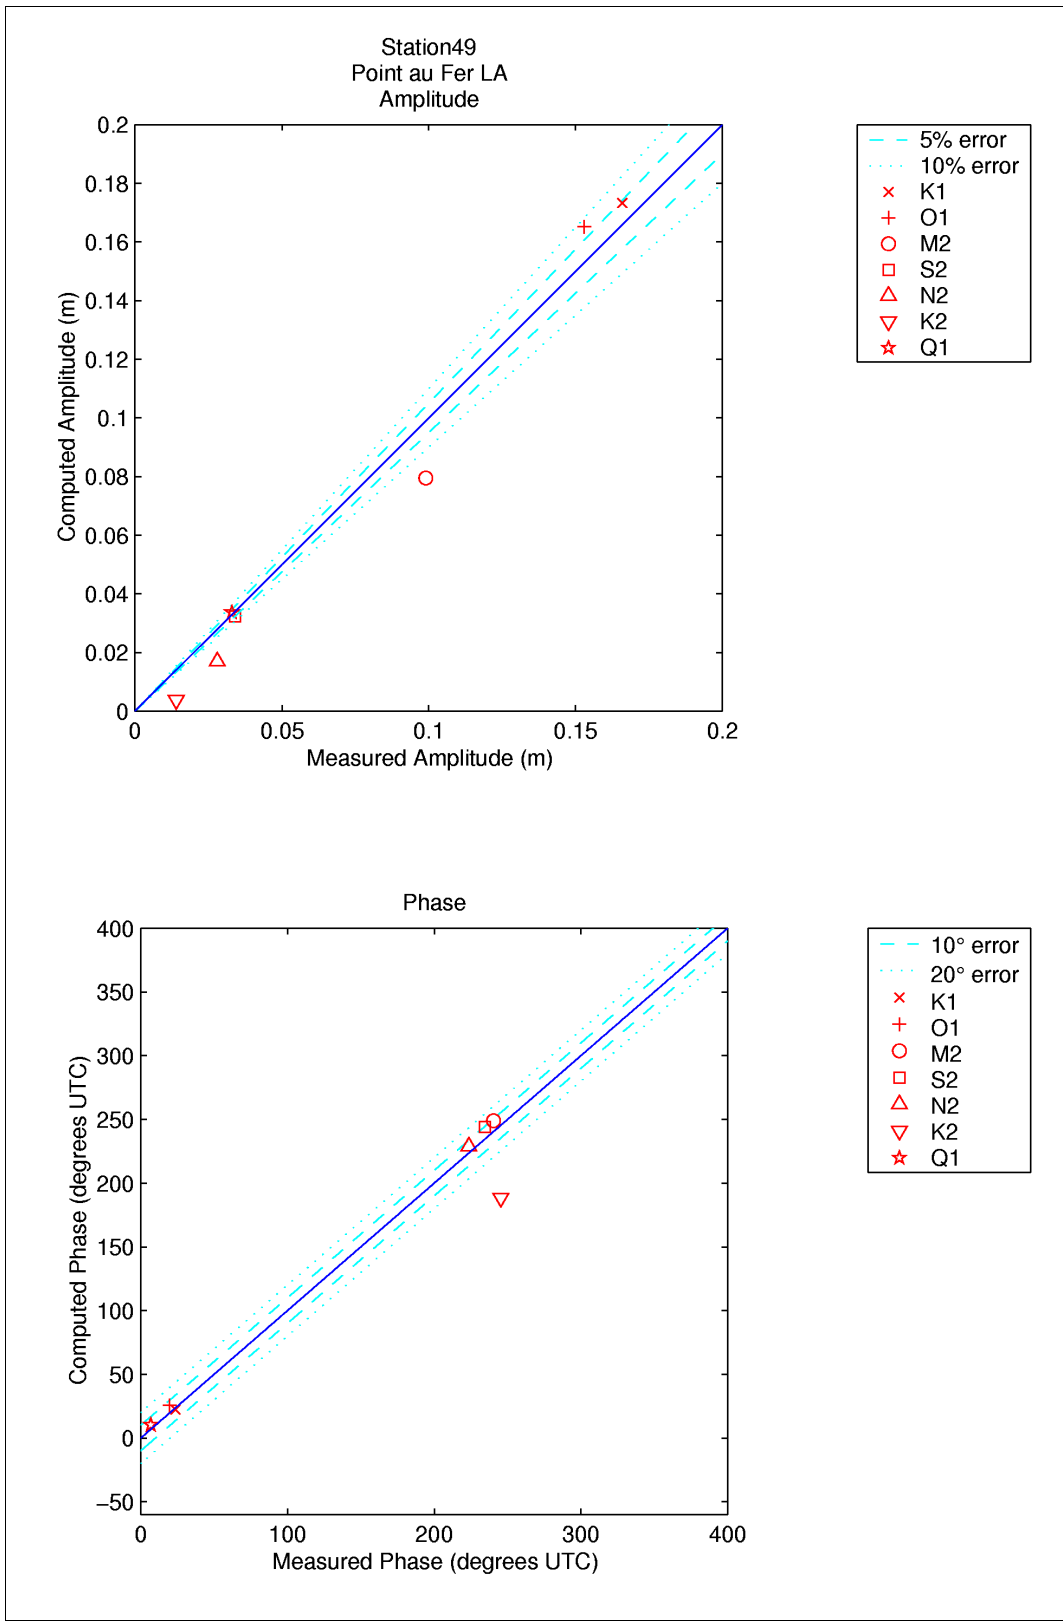 Station49
Point au Fer LA
Amplitude
0.2
0.18
0.16
0.14
0.12
0.1
0.08
0.06
0.04
0.02
0
Computed Amplitude (m)
0
0.05
0.1
0.15
0.2
Measured Amplitude (m)
5% error
10% error
K1
O1
M2
S2
N2
K2
Q1
Phase
400
350
300
250
200
150
100
50
0
−50
Computed Phase (degrees UTC)
0
100
200
300
400
Measured Phase (degrees UTC)
10° error
20° error
K1
O1
M2
S2
N2
K2
Q1